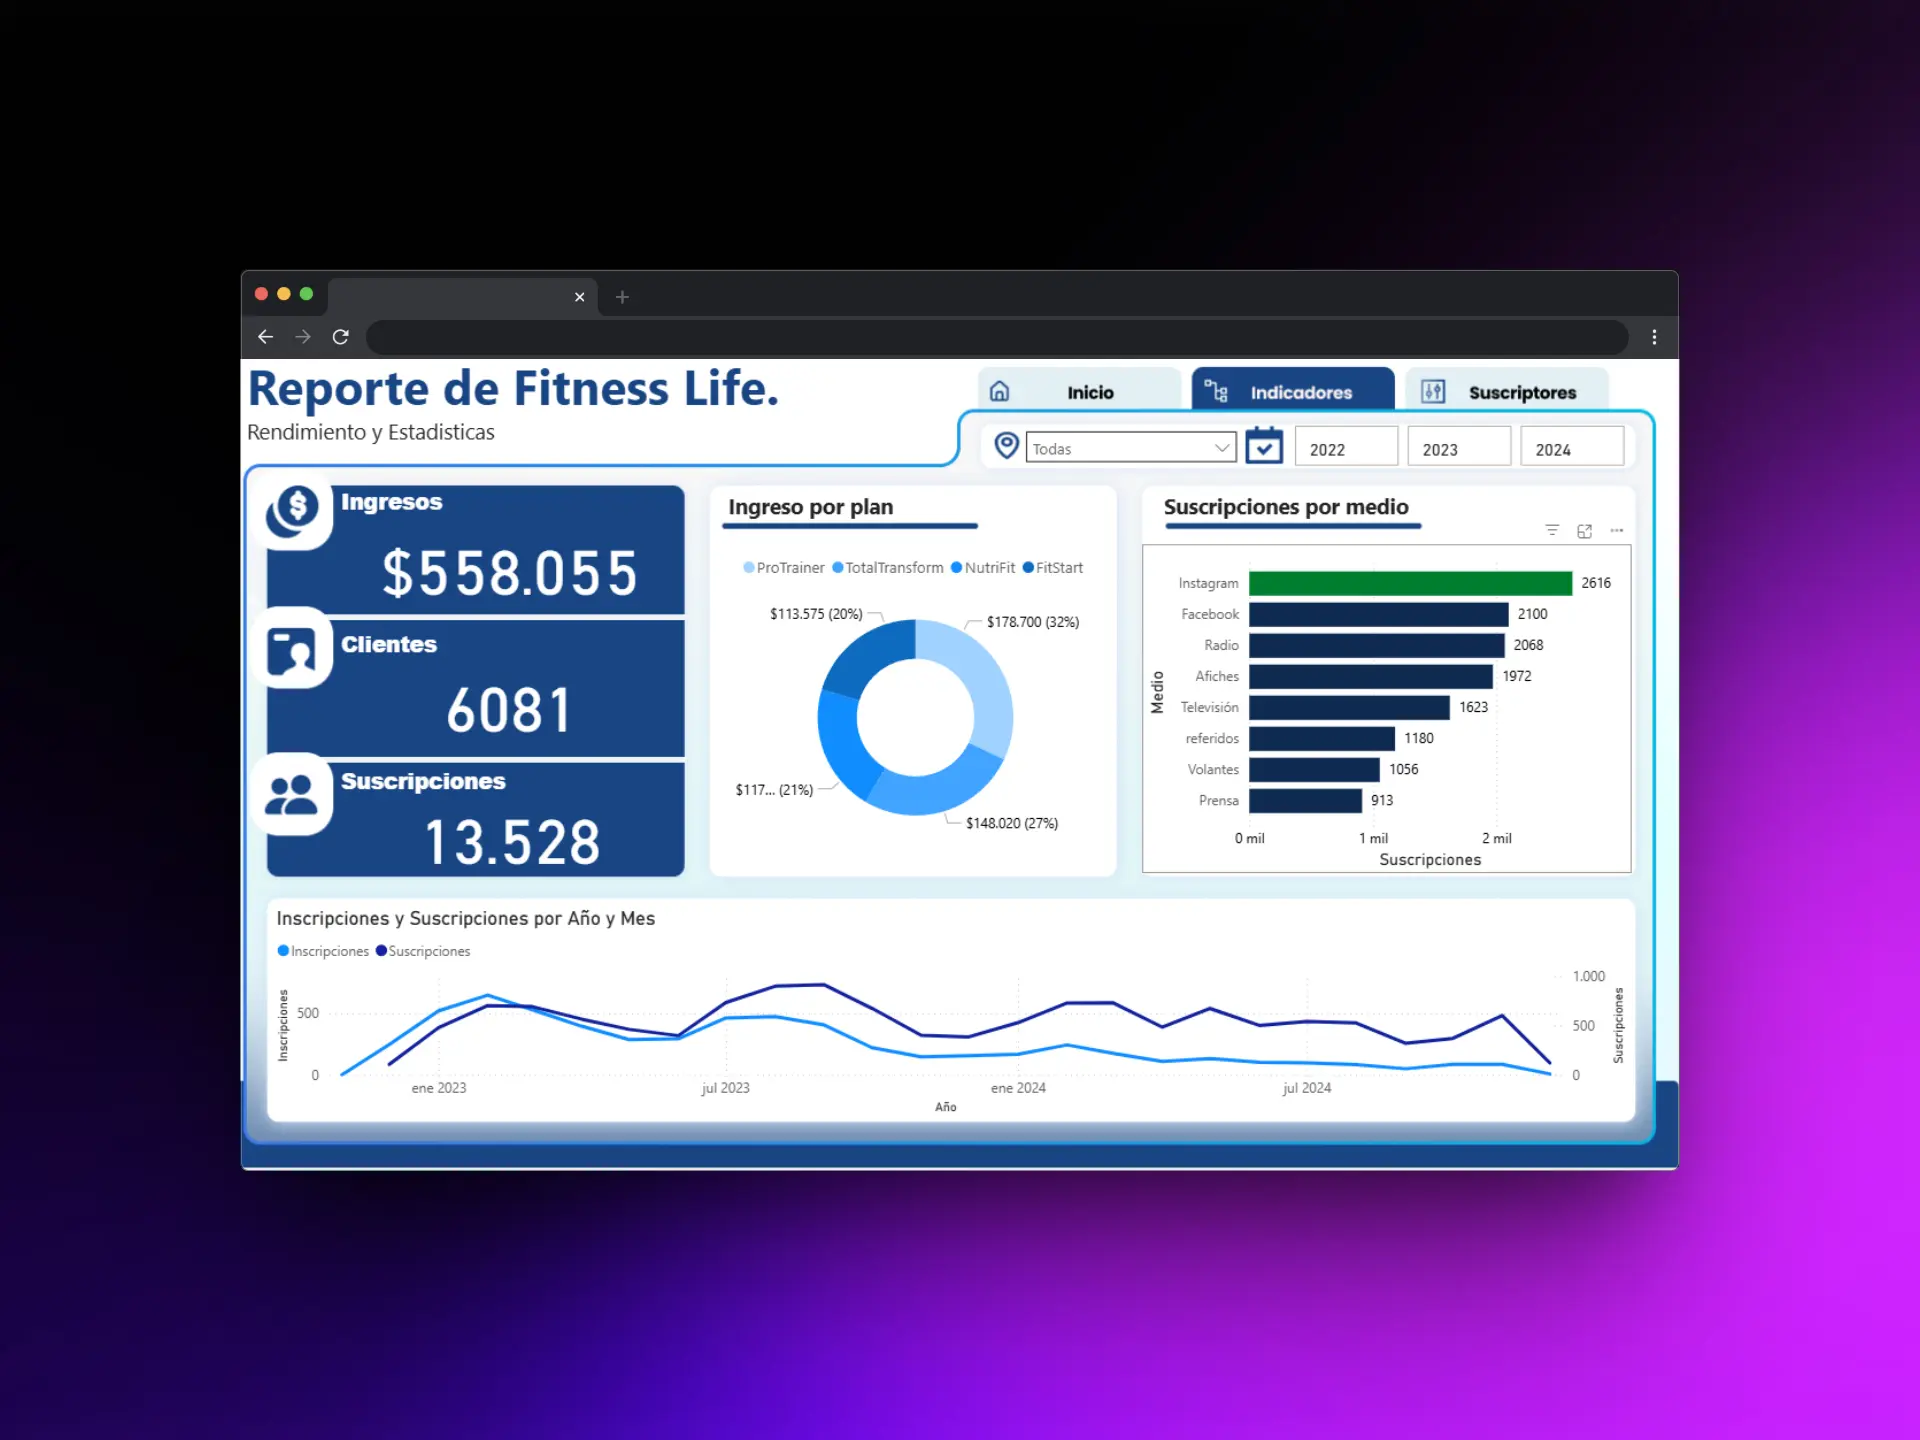 Reporte de Fitness Life.
Rendimiento y Estadisticas
Inicio
Indicadores
Suscriptores
Todas
2022
2023
2024
Ingresos
$558.055
Clientes
6081
Suscripciones
13.528
Ingreso por plan
ProTrainer TotalTransform NutriFit FitStart
$113.575 (20%)
$178.700 (32%)
$117... (21%)
$148.020 (27%)
Suscripciones por medio
Medio
Instagram 2616
Facebook 2100
Radio 2068
Afiches 1972
Televisión 1623
referidos 1180
Volantes 1056
Prensa 913
0 mil 1 mil 2 mil
Suscripciones
Inscripciones y Suscripciones por Año y Mes
Inscripciones Suscripciones
Inscripciones
500
0
1.000
500
0
Suscripciones
ene 2023 jul 2023 ene 2024 jul 2024
Año